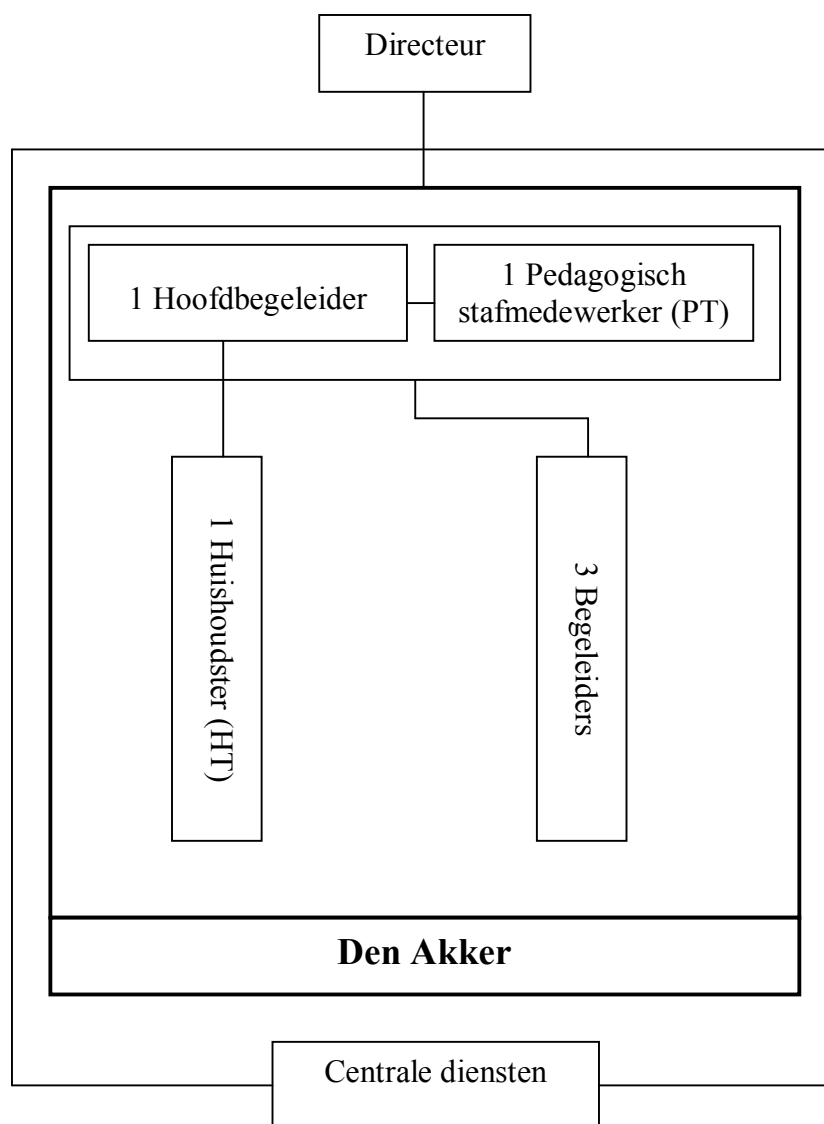 Directeur
1 Hoofdbegeleider
1 Pedagogisch
stafmedewerker (PT)
1 Huishoudster (HT)
3 Begeleiders
Den Akker
Centrale diensten